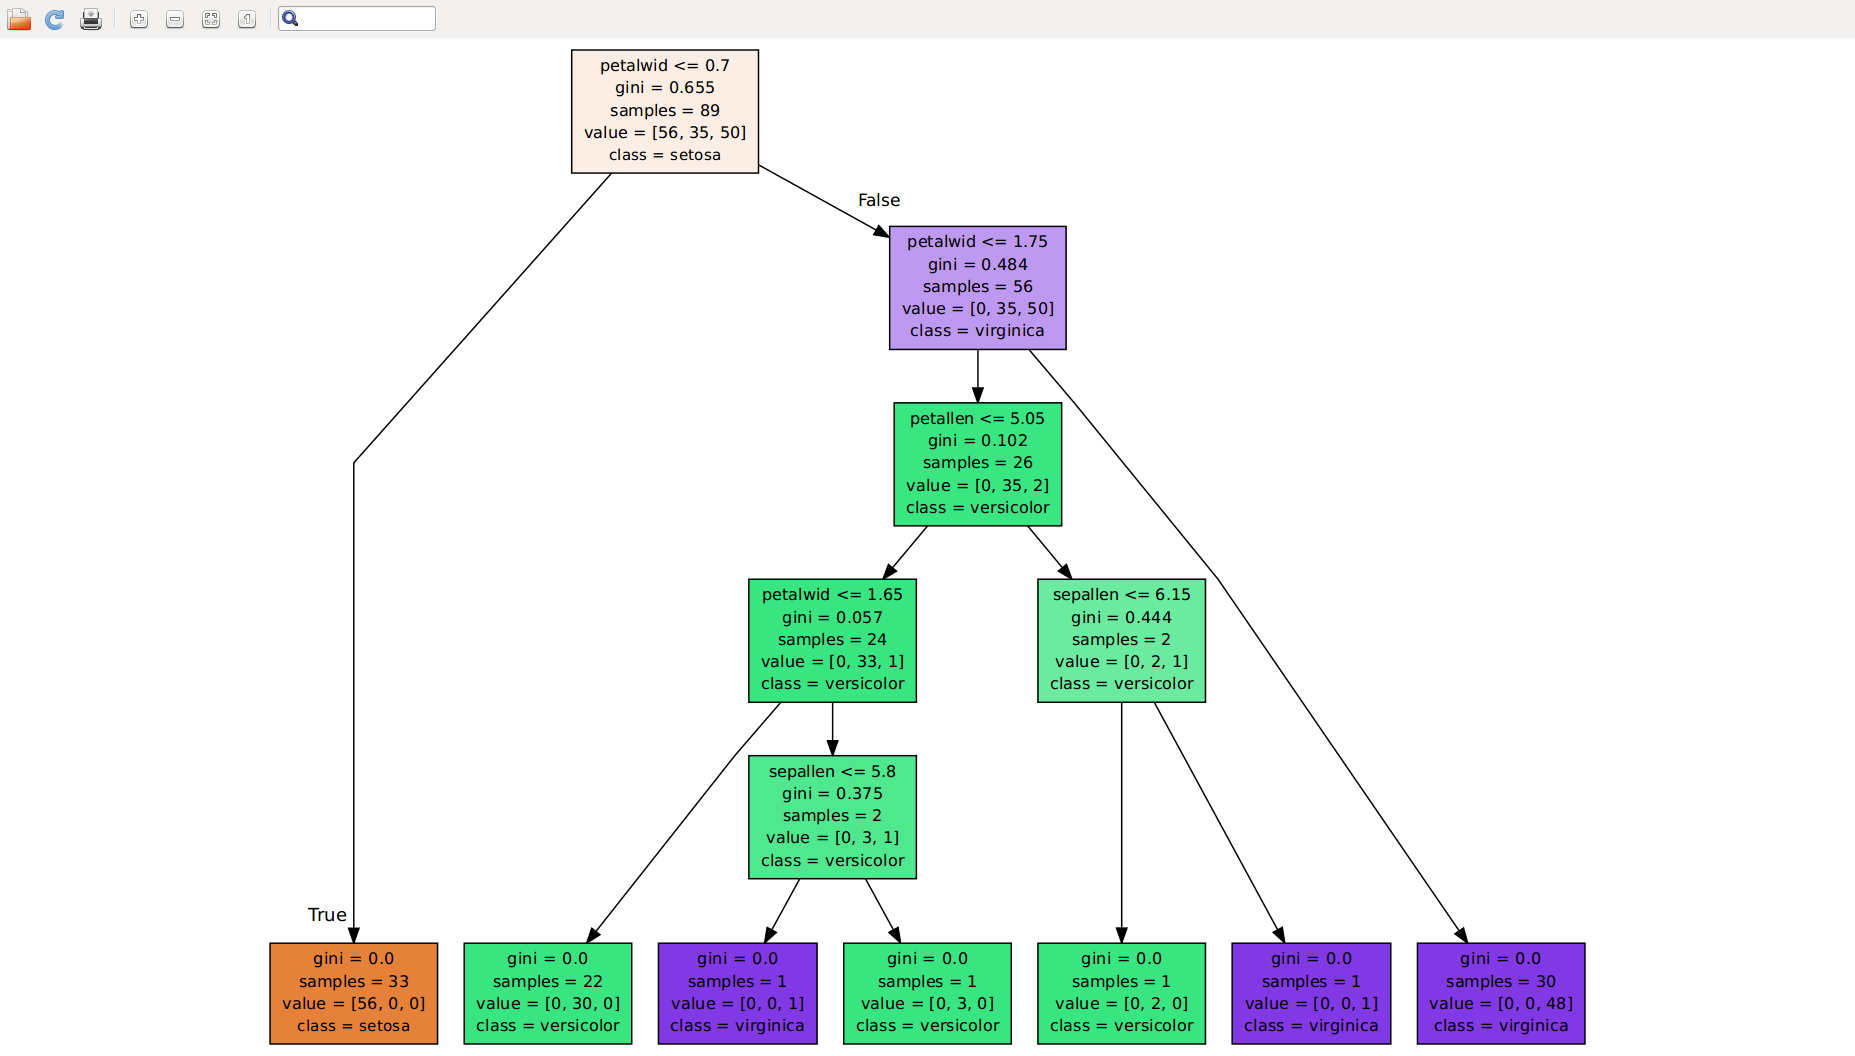 petalwid <= 0.7
gini = 0.655
samples = 89
value = [56, 35, 50]
class = setosa
False
petalwid <= 1.75
gini = 0.484
samples = 56
value = [0, 35, 50]
class = virginica
petallen <= 5.05
gini = 0.102
samples = 26
value = [0, 35, 2]
class = versicolor
petalwid <= 1.65
gini = 0.057
samples = 24
value = [0, 33, 1]
class = versicolor
sepallen <= 6.15
gini = 0.444
samples = 2
value = [0, 2, 1]
class = versicolor
sepallen <= 5.8
gini = 0.375
samples = 2
value = [0, 3, 1]
class = versicolor
True
gini = 0.0
samples = 33
value = [56, 0, 0]
class = setosa
gini = 0.0
samples = 22
value = [0, 30, 0]
class = versicolor
gini = 0.0
samples = 1
value = [0, 0, 1]
class = virginica
gini = 0.0
samples = 1
value = [0, 3, 0]
class = versicolor
gini = 0.0
samples = 1
value = [0, 2, 0]
class = versicolor
gini = 0.0
samples = 1
value = [0, 0, 1]
class = virginica
gini = 0.0
samples = 30
value = [0, 0, 48]
class = virginica